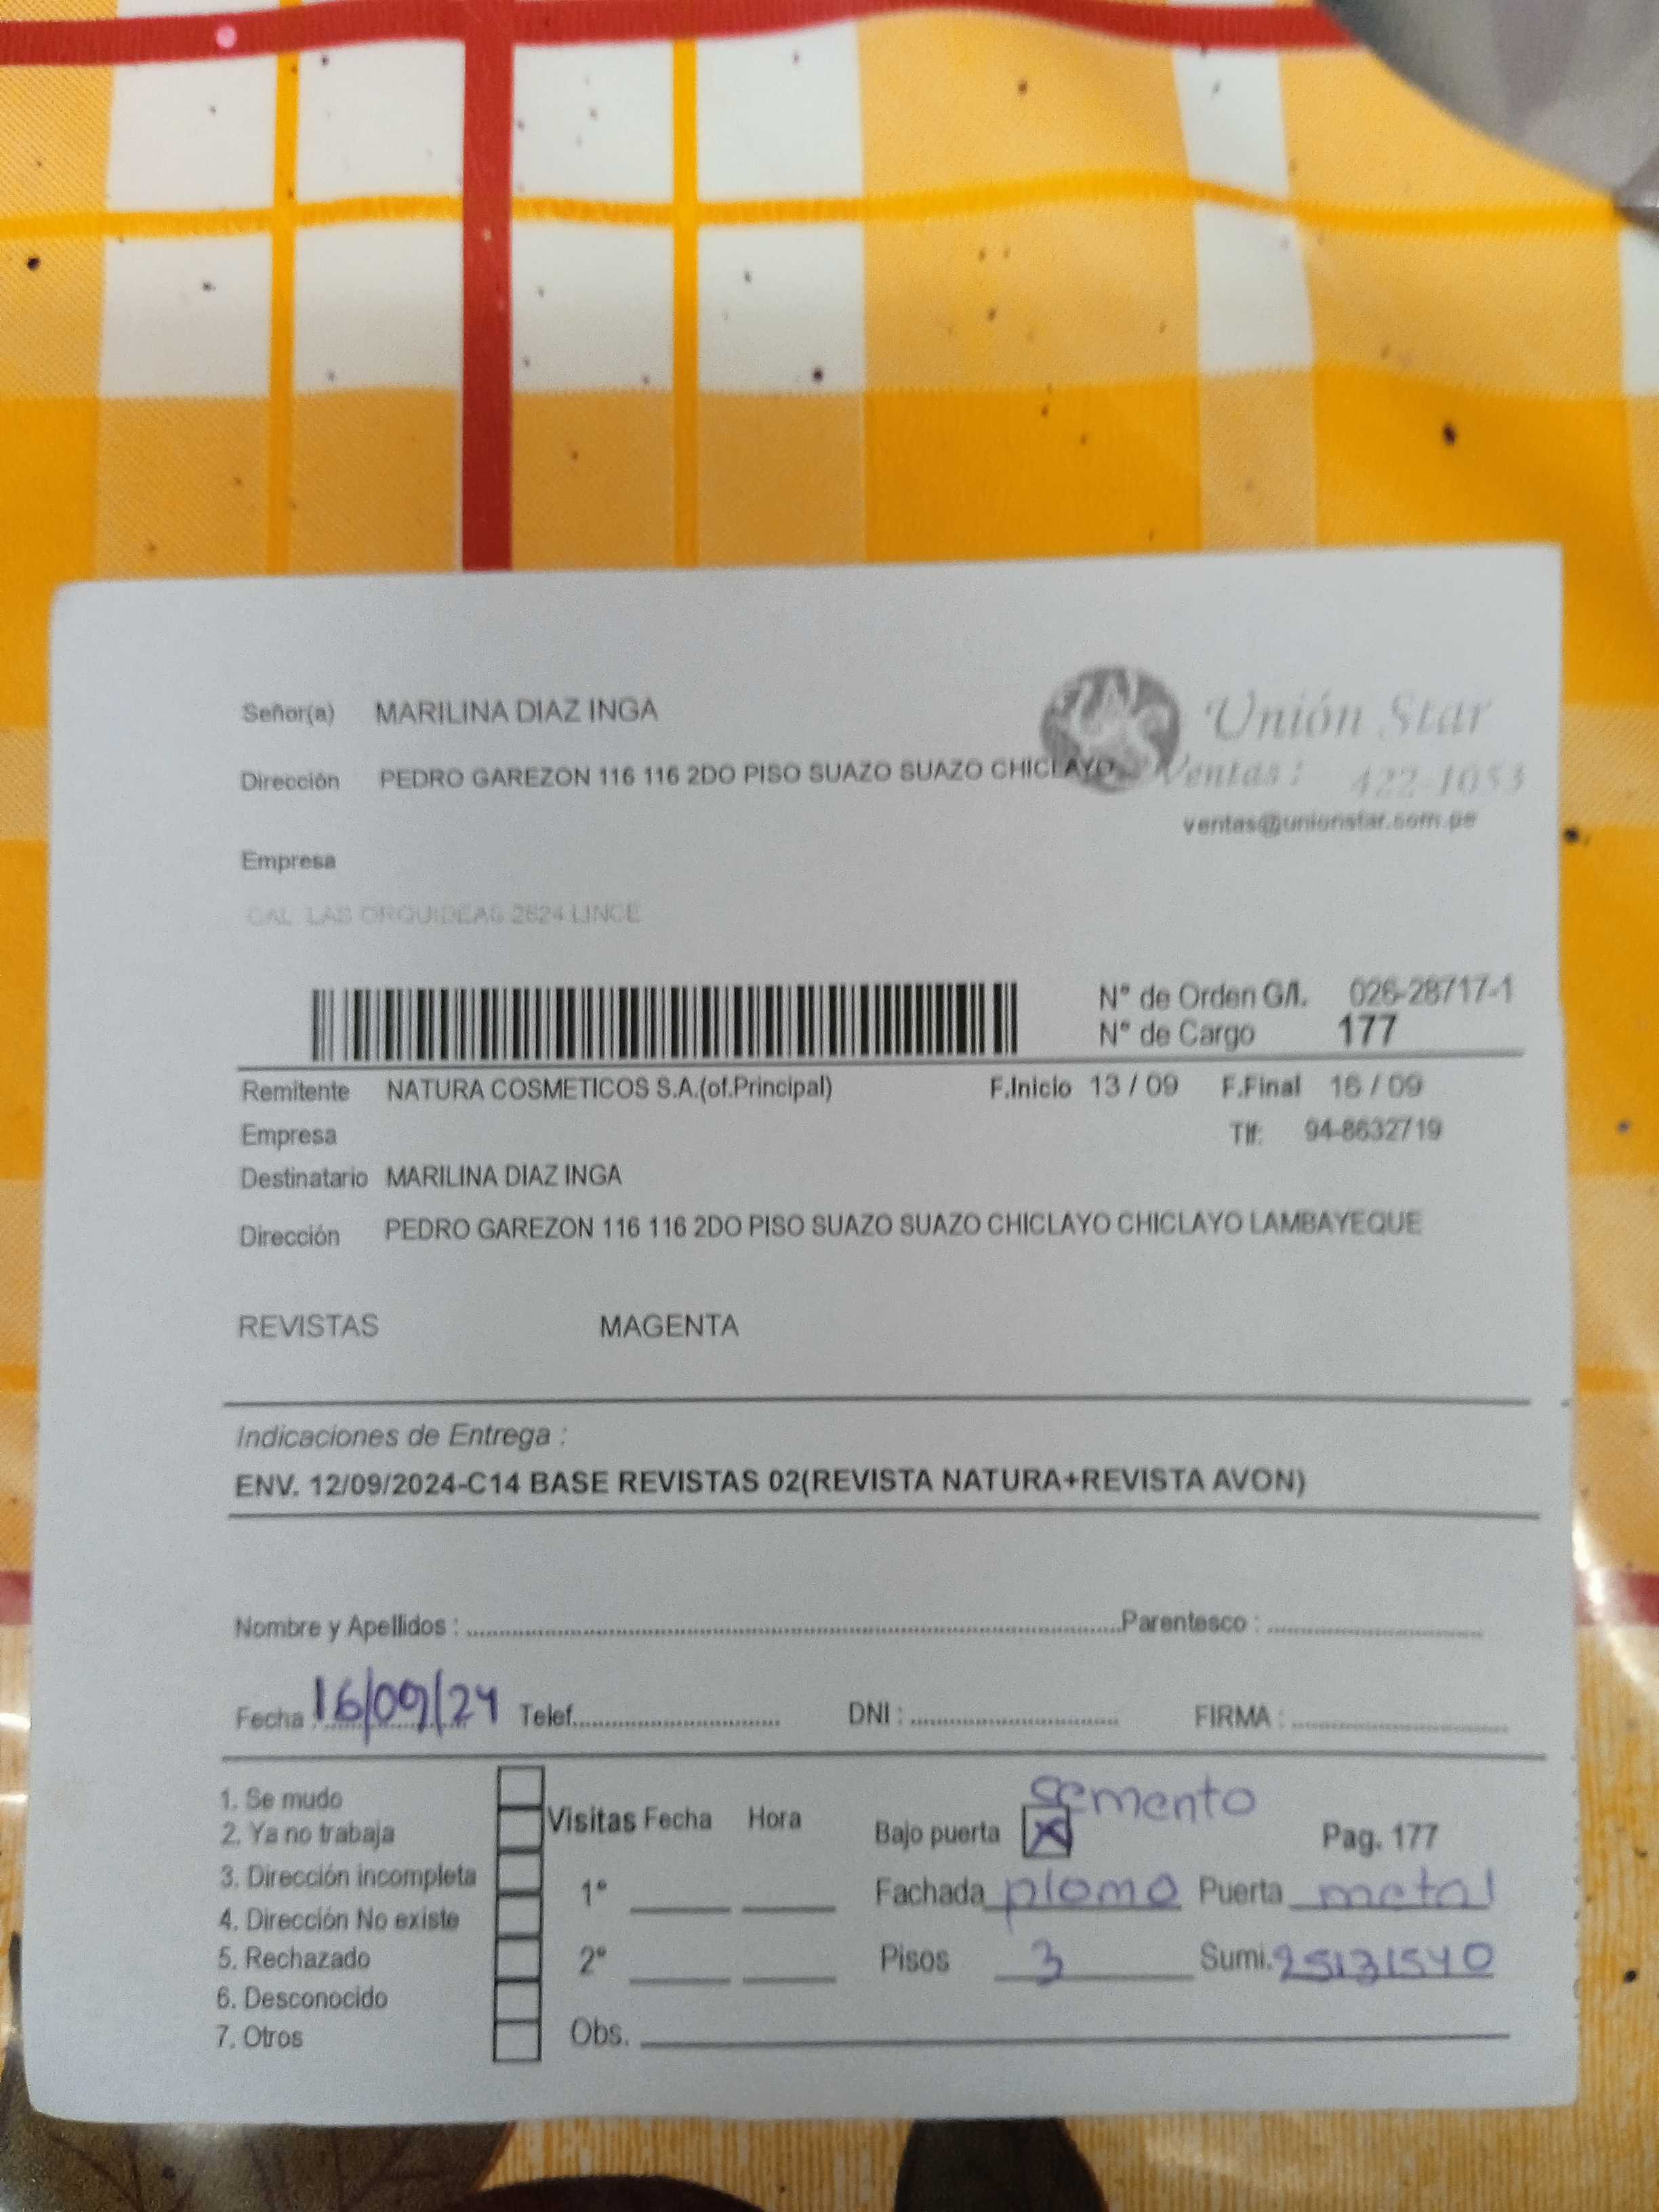 Señor(a) MARILINA DIAZ INGA
Unión Star
Dirección PEDRO GAREZON 116 116 2DO PISO SUAZO SUAZO CHICLAYO
Ventas: 422-1053
ventas@unionstar.com.pe
Empresa
CAL LAS ORQUIDEAS 2624 LINCE
N° de Orden G/I. 026-28717-1
N° de Cargo 177
Remitente NATURA COSMETICOS S.A.(of.Principal) F.Inicio 13 / 09 F.Final 16 / 09
Empresa Tlf: 94-8632719
Destinatario MARILINA DIAZ INGA
Dirección PEDRO GAREZON 116 116 2DO PISO SUAZO SUAZO CHICLAYO CHICLAYO LAMBAYEQUE
REVISTAS MAGENTA
Indicaciones de Entrega :
ENV. 12/09/2024-C14 BASE REVISTAS 02(REVISTA NATURA+REVISTA AVON)
Nombre y Apellidos : Parentesco :
Fecha : 16/09/24 Telef. DNI : FIRMA :
semento
1. Se mudo
2. Ya no trabaja
3. Dirección incompleta
4. Dirección No existe
5. Rechazado
6. Desconocido
7. Otros
Visitas Fecha Hora
1°
2°
Obs.
Bajo puerta X Pag. 177
Fachada plomo Puerta metal
Pisos 3 Sumi. 25131540